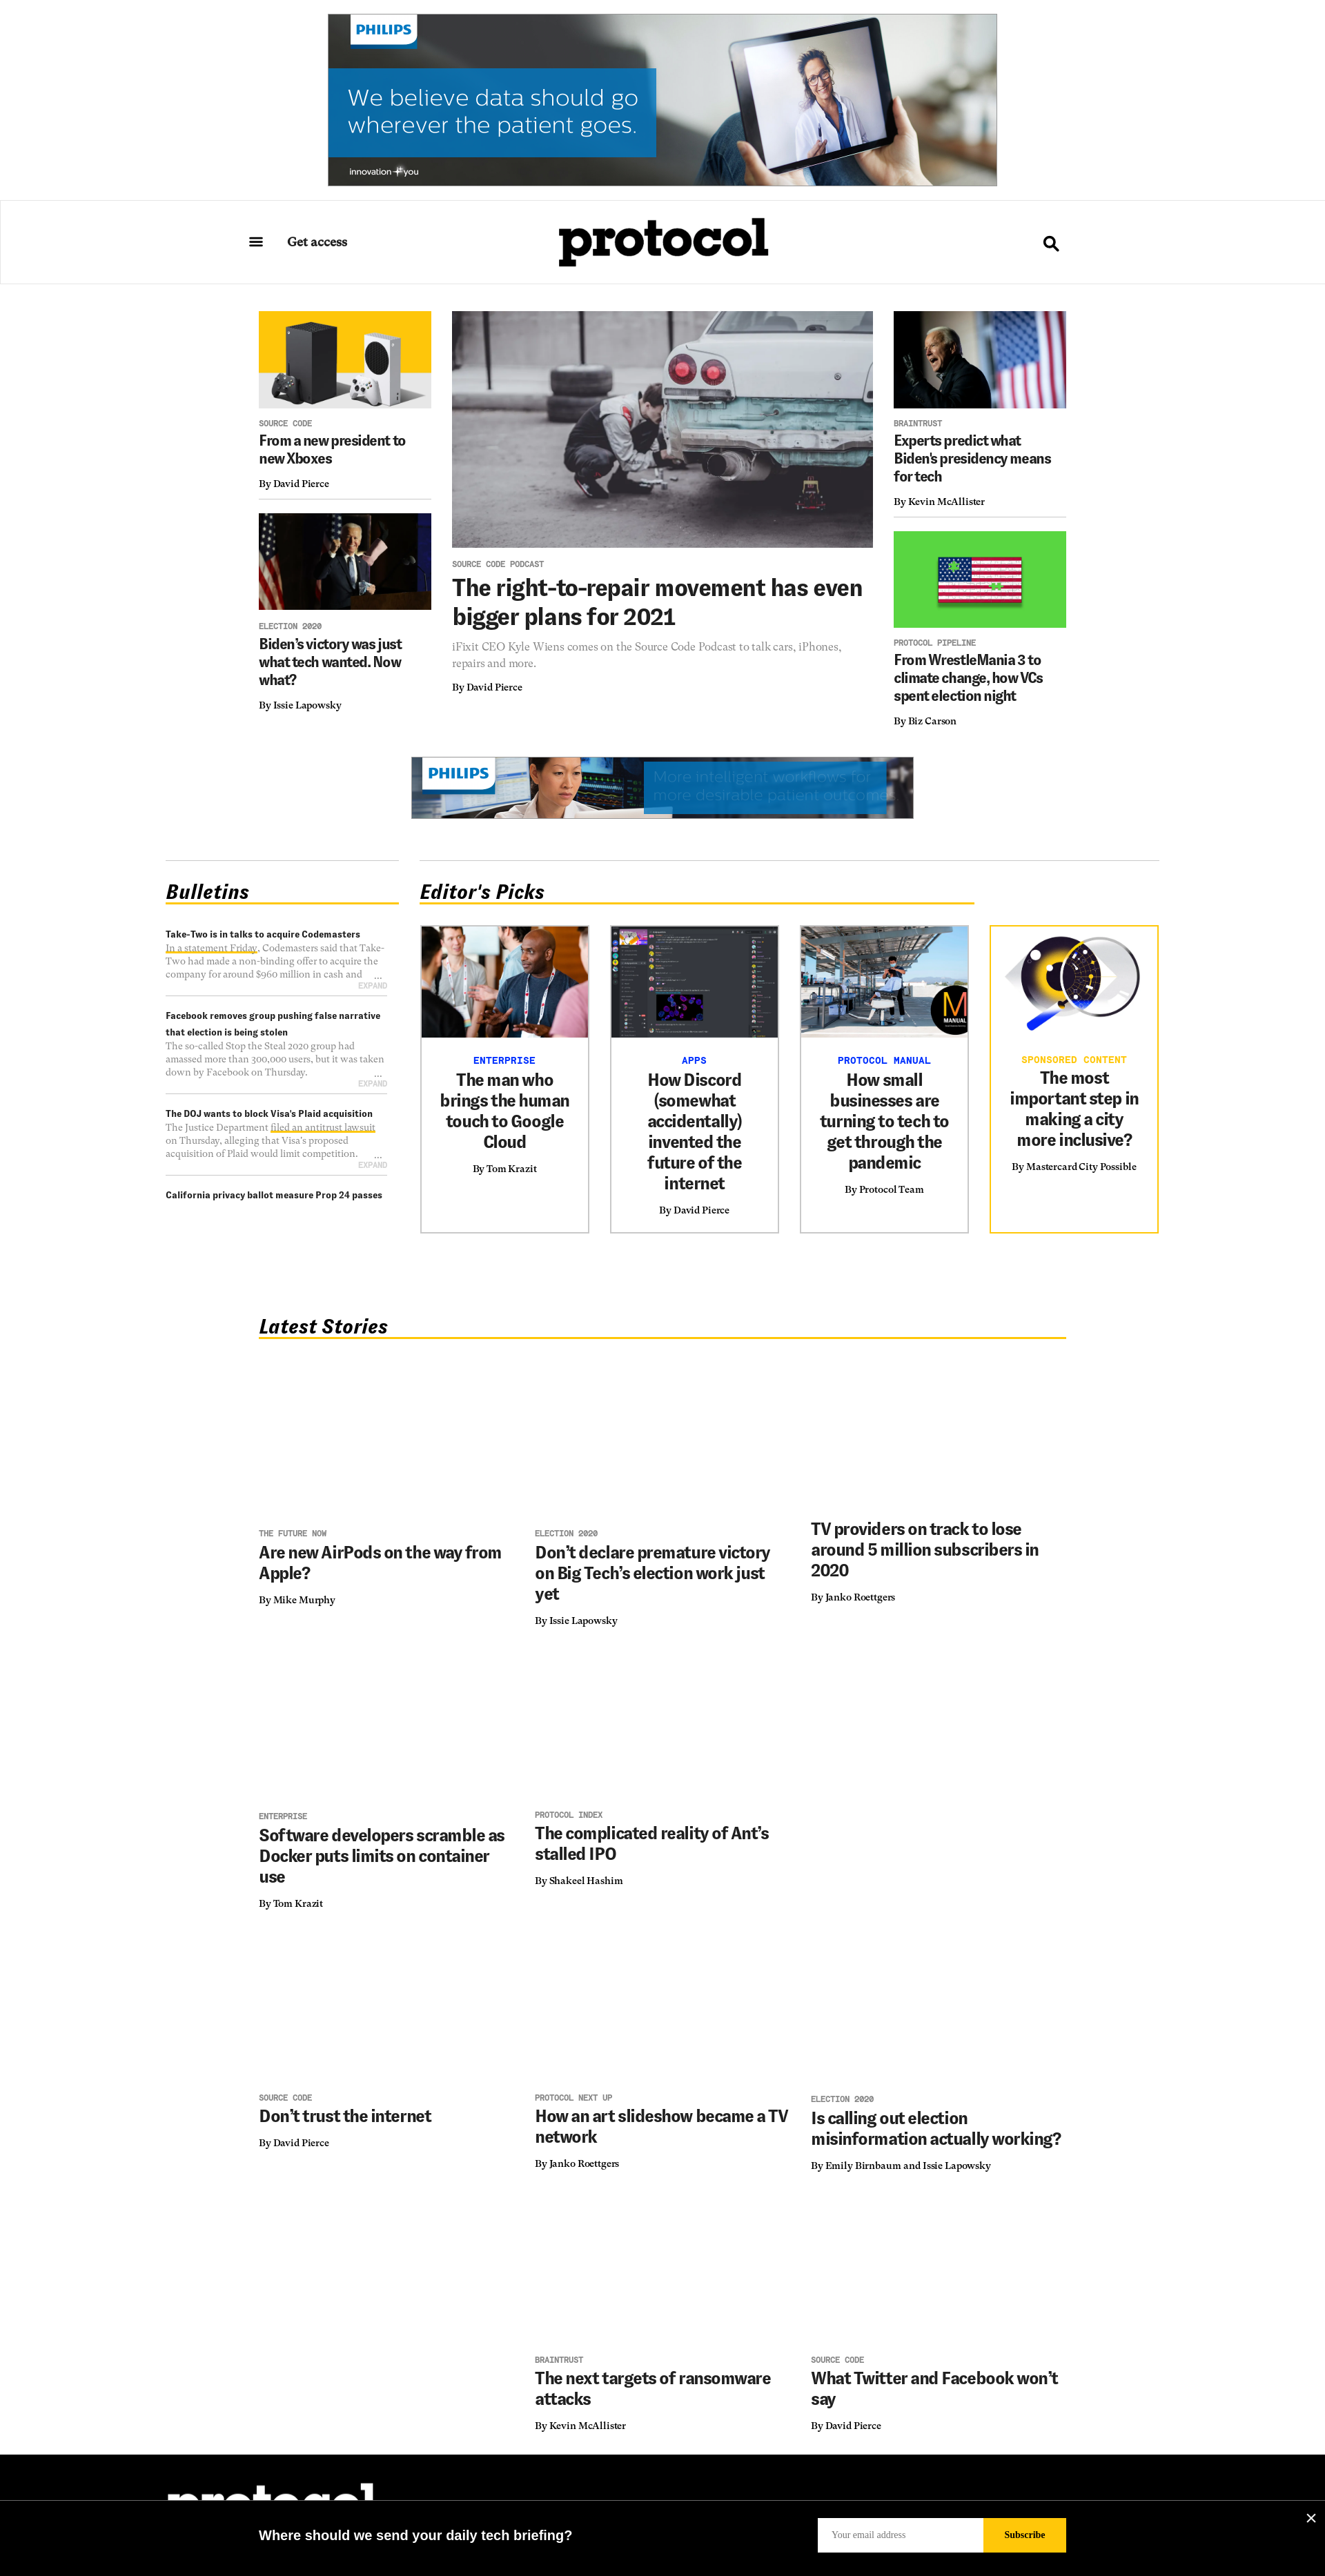 PHILIPS
We believe data should go
wherever the patient goes.
innovation you
Get access
protocol
SOURCE CODE
From a new president to
new Xboxes
By David Pierce
ELECTION 2020
Biden’s victory was just
what tech wanted. Now
what?
By Issie Lapowsky
SOURCE CODE PODCAST
The right-to-repair movement has even
bigger plans for 2021
iFixit CEO Kyle Wiens comes on the Source Code Podcast to talk cars, iPhones,
repairs and more.
By David Pierce
BRAINTRUST
Experts predict what
Biden's presidency means
for tech
By Kevin McAllister
PROTOCOL PIPELINE
From WrestleMania 3 to
climate change, how VCs
spent election night
By Biz Carson
PHILIPS
More intelligent workflows for
more desirable patient outcome
Bulletins
Take-Two is in talks to acquire Codemasters
In a statement Friday, Codemasters said that Take-
Two had made a non-binding offer to acquire the
company for around $960 million in cash and ...
EXPAND
Facebook removes group pushing false narrative
that election is being stolen
The so-called Stop the Steal 2020 group had
amassed more than 300,000 users, but it was taken
down by Facebook on Thursday. ...
EXPAND
The DOJ wants to block Visa's Plaid acquisition
The Justice Department filed an antitrust lawsuit
on Thursday, alleging that Visa's proposed
acquisition of Plaid would limit competition. ...
EXPAND
California privacy ballot measure Prop 24 passes
Editor's Picks
ENTERPRISE
The man who
brings the human
touch to Google
Cloud
By Tom Krazit
APPS
How Discord
(somewhat
accidentally)
invented the
future of the
internet
By David Pierce
M
MANUAL
PROTOCOL MANUAL
How small
businesses are
turning to tech to
get through the
pandemic
By Protocol Team
SPONSORED CONTENT
The most
important step in
making a city
more inclusive?
By Mastercard City Possible
Latest Stories
THE FUTURE NOW
Are new AirPods on the way from
Apple?
By Mike Murphy
ELECTION 2020
Don’t declare premature victory
on Big Tech’s election work just
yet
By Issie Lapowsky
TV providers on track to lose
around 5 million subscribers in
2020
By Janko Roettgers
ENTERPRISE
Software developers scramble as
Docker puts limits on container
use
By Tom Krazit
PROTOCOL INDEX
The complicated reality of Ant’s
stalled IPO
By Shakeel Hashim
SOURCE CODE
Don’t trust the internet
By David Pierce
PROTOCOL NEXT UP
How an art slideshow became a TV
network
By Janko Roettgers
ELECTION 2020
Is calling out election
misinformation actually working?
By Emily Birnbaum and Issie Lapowsky
BRAINTRUST
The next targets of ransomware
attacks
By Kevin McAllister
SOURCE CODE
What Twitter and Facebook won’t
say
By David Pierce
protocol
Where should we send your daily tech briefing?
Your email address
Subscribe